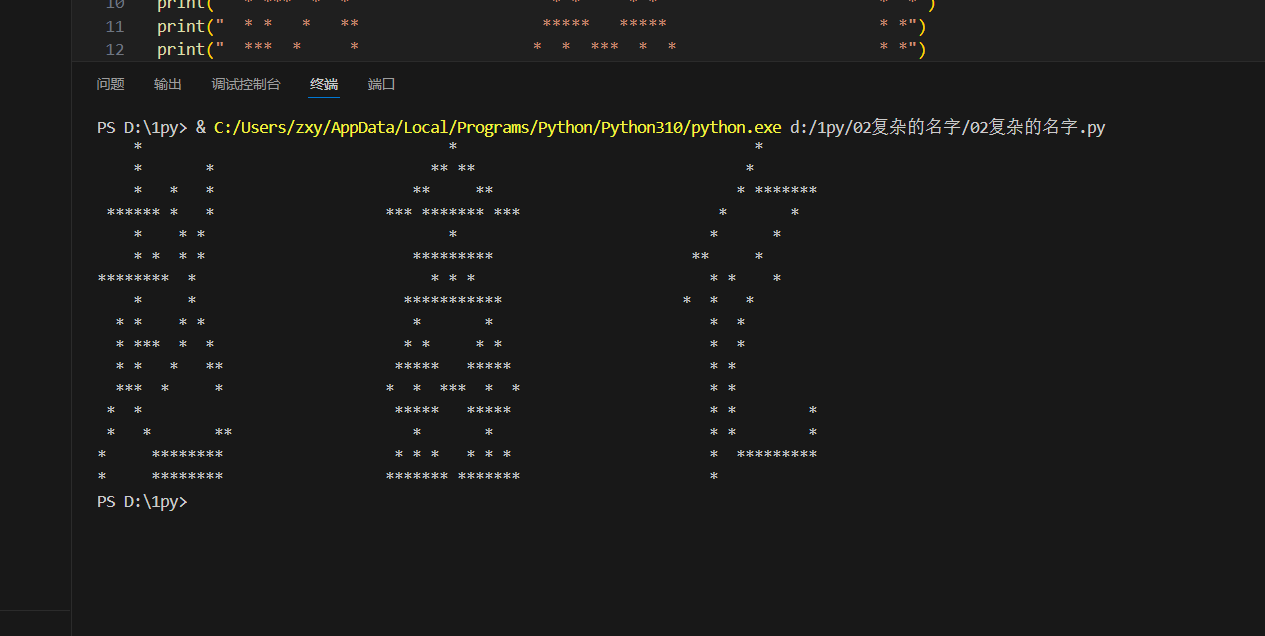 10 print("  * ***  *  *                       * *      * *                         *  *")
11 print("  * *   *   **                    *****   *****                       * *")
12 print("  ***  *     *                   *  *  ***  *  *                      * *")
问题 输出 调试控制台 终端 端口
PS D:\1py> & C:/Users/zxy/AppData/Local/Programs/Python/Python310/python.exe d:/1py/02复杂的名字/02复杂的名字.py
    *                                  *                                 *
    *       *                        ** **                              *
    *   *   *                      **     **                           * *******
 ****** *   *                   *** ******* ***                      *       *
    *    * *                           *                            *      *
    * *  * *                       *********                      **     *
********  *                          * * *                          * *    *
    *     *                       ***********                    *  *   *
  * *    * *                       *       *                        *  *
  * ***  *  *                     * *     * *                       *  *
  * *   *   **                   *****   *****                      * *
  ***  *     *                  *  *  ***  *  *                     * *
 *  *                            *****   *****                      * *        *
 *   *       **                    *       *                        * *        *
*     ********                   * * *   * * *                      *  *********
*     ********                  ******* *******                     *
PS D:\1py>